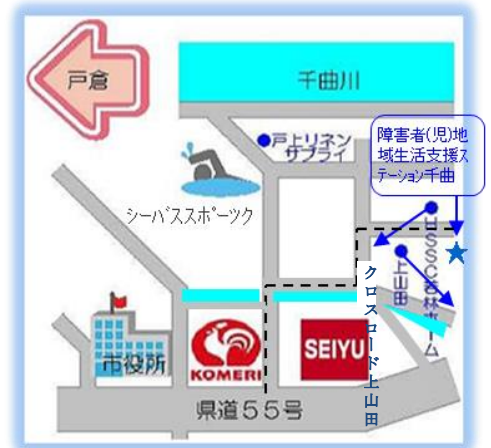 戸倉
千曲川
障害者(児)地
域生活支援ス
テーション千曲
戸上リネン
サプライ
シーバススポーツク
クロスロード上山田
上山田
市役所
KOMERI
SEIYU
県道55号